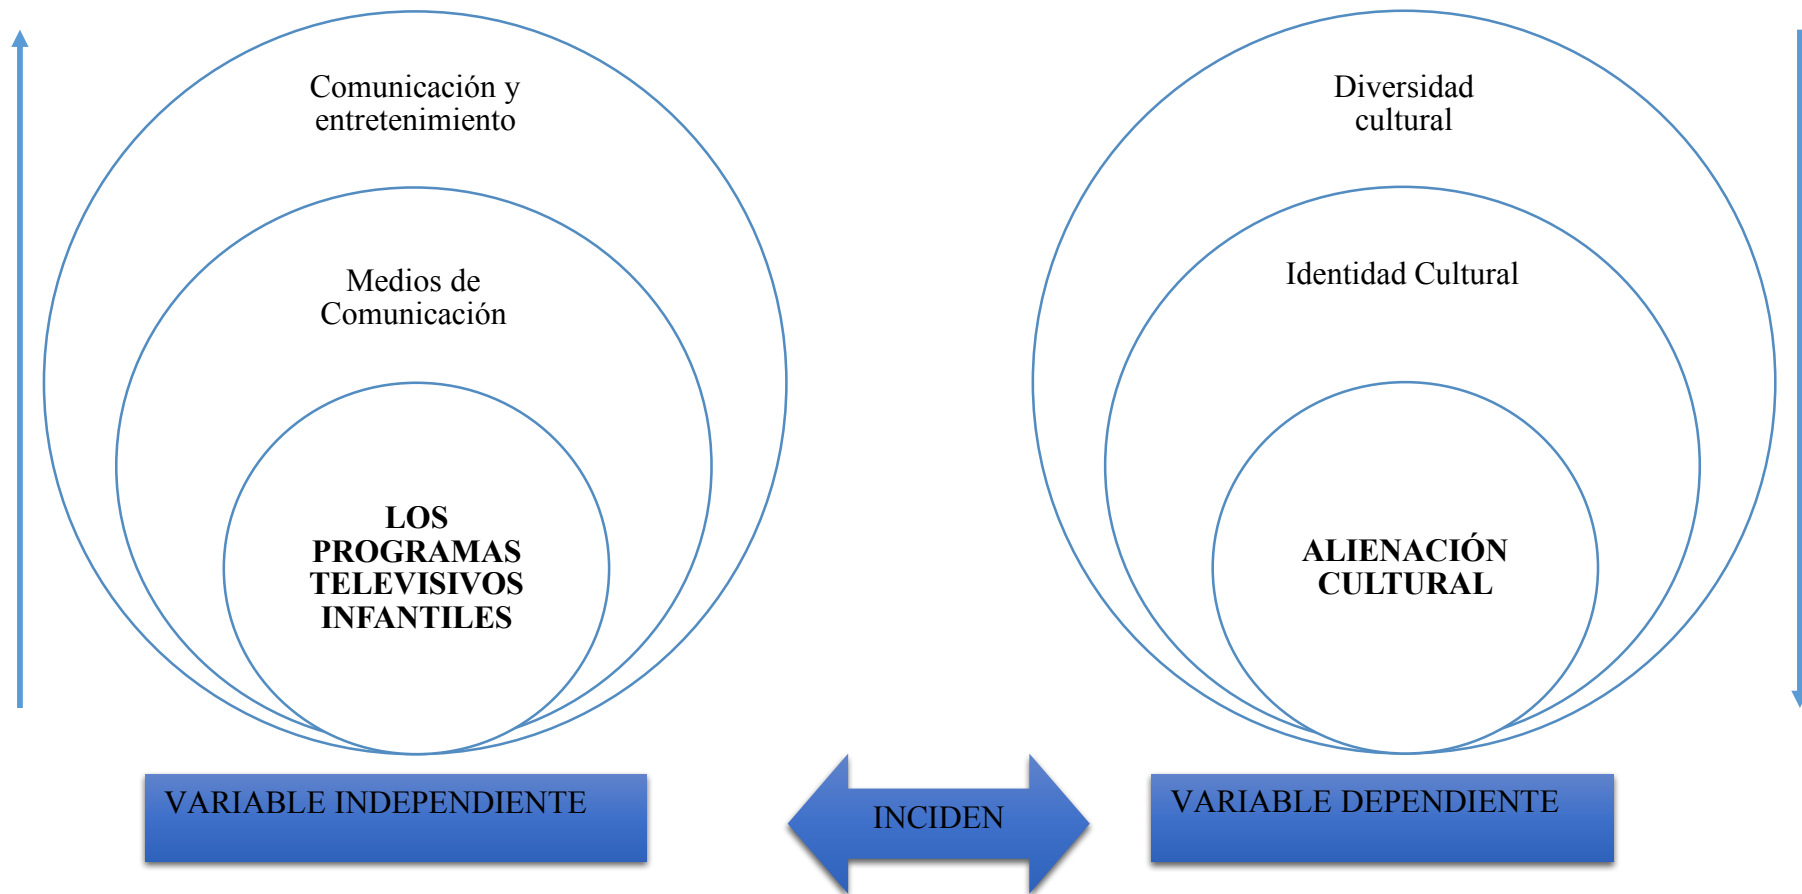 Comunicación y
entretenimiento
Medios de
Comunicación
LOS
PROGRAMAS
TELEVISIVOS
INFANTILES
VARIABLE INDEPENDIENTE
INCIDEN
Diversidad
cultural
Identidad Cultural
ALIENACIÓN
CULTURAL
VARIABLE DEPENDIENTE